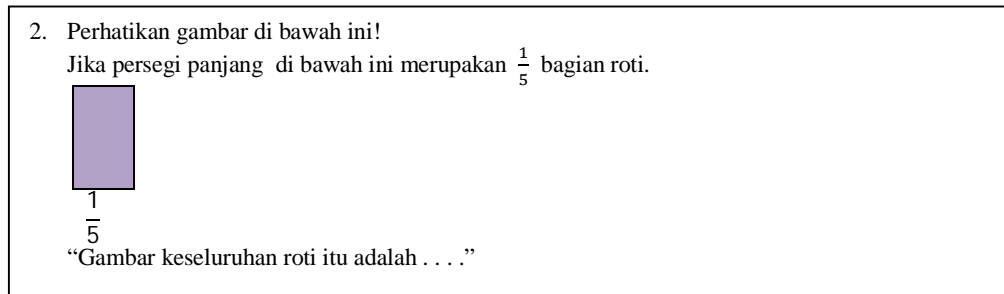 2. Perhatikan gambar di bawah ini!
Jika persegi panjang di bawah ini merupakan 1/5 bagian roti.
1/5
“Gambar keseluruhan roti itu adalah . . . .”